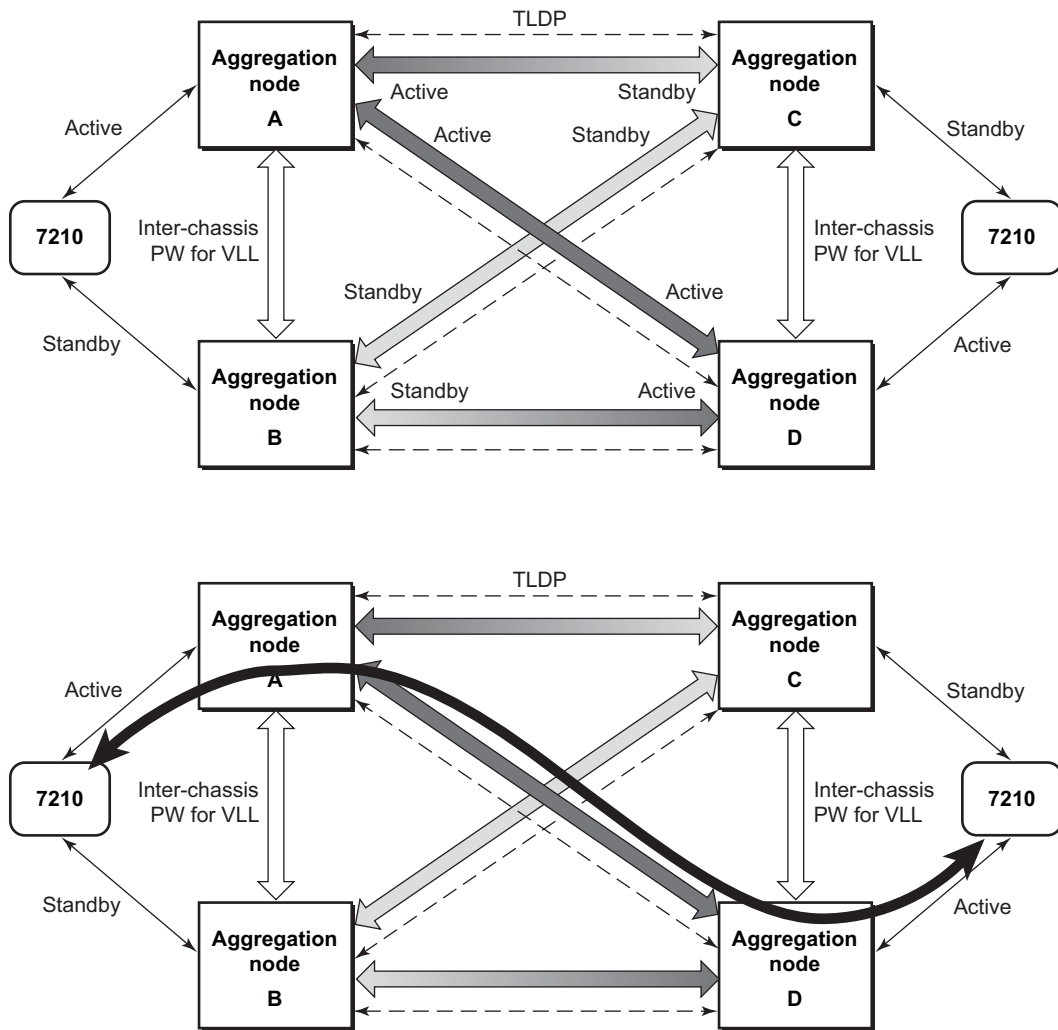 TLDP
Aggregation
node
A
Aggregation
node
C
Active
Standby
Active
Active
Standby
Standby
7210
Inter-chassis
PW for VLL
Inter-chassis
PW for VLL
7210
Standby
Active
Standby
Active
Aggregation
node
B
Standby
Active
Aggregation
node
D
TLDP
Aggregation
node
A
Aggregation
node
C
Active
Standby
7210
Inter-chassis
PW for VLL
Inter-chassis
PW for VLL
7210
Standby
Active
Aggregation
node
B
Aggregation
node
D